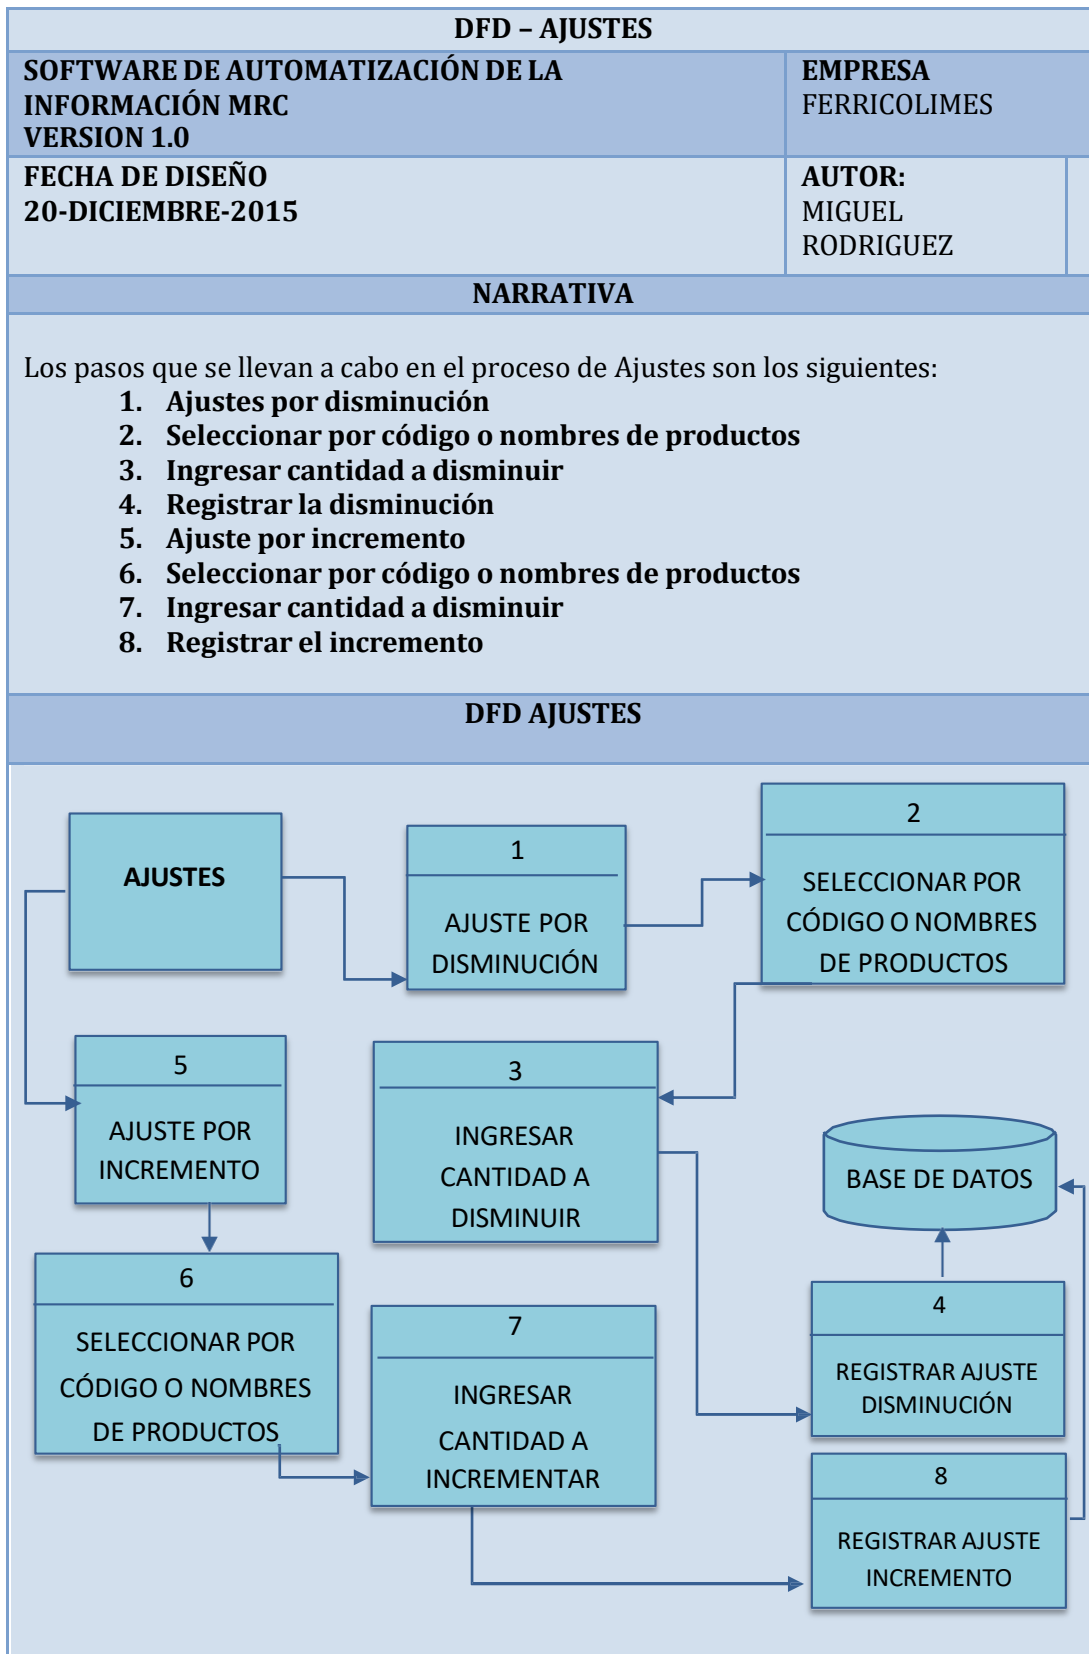 DFD – AJUSTES
SOFTWARE DE AUTOMATIZACIÓN DE LA
INFORMACIÓN MRC
VERSION 1.0
EMPRESA
FERRICOLIMES
FECHA DE DISEÑO
20-DICIEMBRE-2015
AUTOR:
MIGUEL
RODRIGUEZ
NARRATIVA
Los pasos que se llevan a cabo en el proceso de Ajustes son los siguientes:
1. Ajustes por disminución
2. Seleccionar por código o nombres de productos
3. Ingresar cantidad a disminuir
4. Registrar la disminución
5. Ajuste por incremento
6. Seleccionar por código o nombres de productos
7. Ingresar cantidad a disminuir
8. Registrar el incremento
DFD AJUSTES
AJUSTES
1
AJUSTE POR
DISMINUCIÓN
2
SELECCIONAR POR
CÓDIGO O NOMBRES
DE PRODUCTOS
5
AJUSTE POR
INCREMENTO
3
INGRESAR
CANTIDAD A
DISMINUIR
BASE DE DATOS
6
SELECCIONAR POR
CÓDIGO O NOMBRES
DE PRODUCTOS
7
INGRESAR
CANTIDAD A
INCREMENTAR
4
REGISTRAR AJUSTE
DISMINUCIÓN
8
REGISTRAR AJUSTE
INCREMENTO